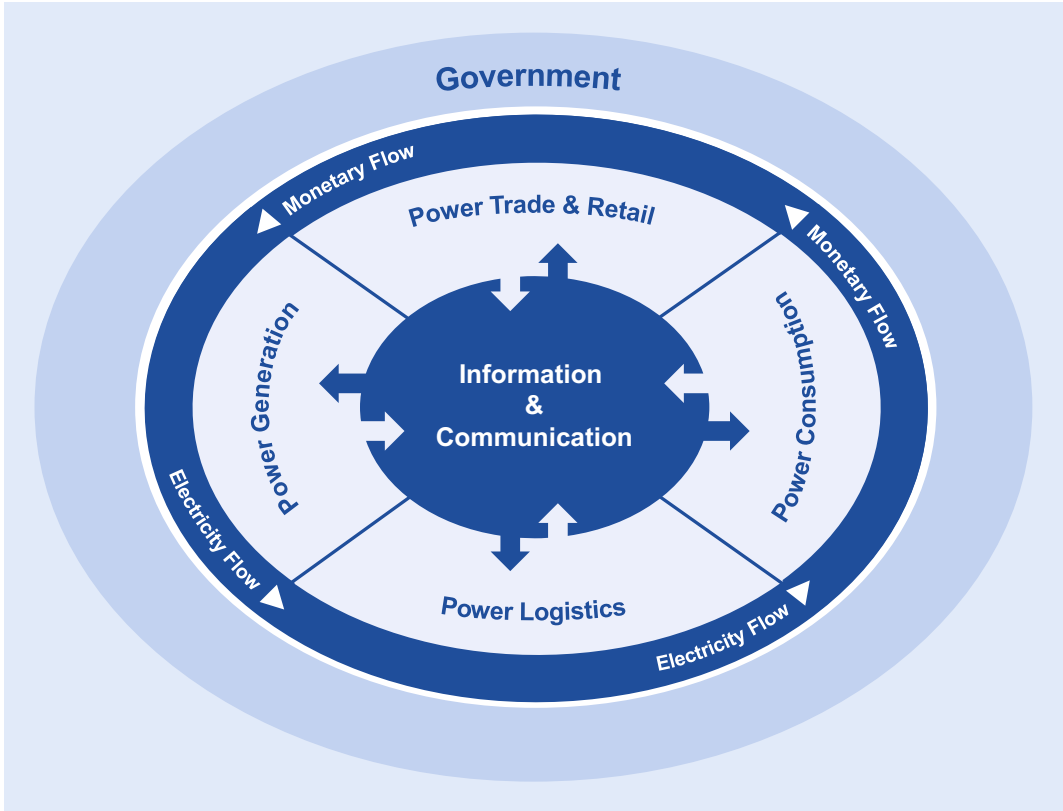 Government
Monetary Flow
Power Trade & Retail
Monetary Flow
Power Generation
Information
&
Communication
Power Consumption
Electricity Flow
Power Logistics
Electricity Flow